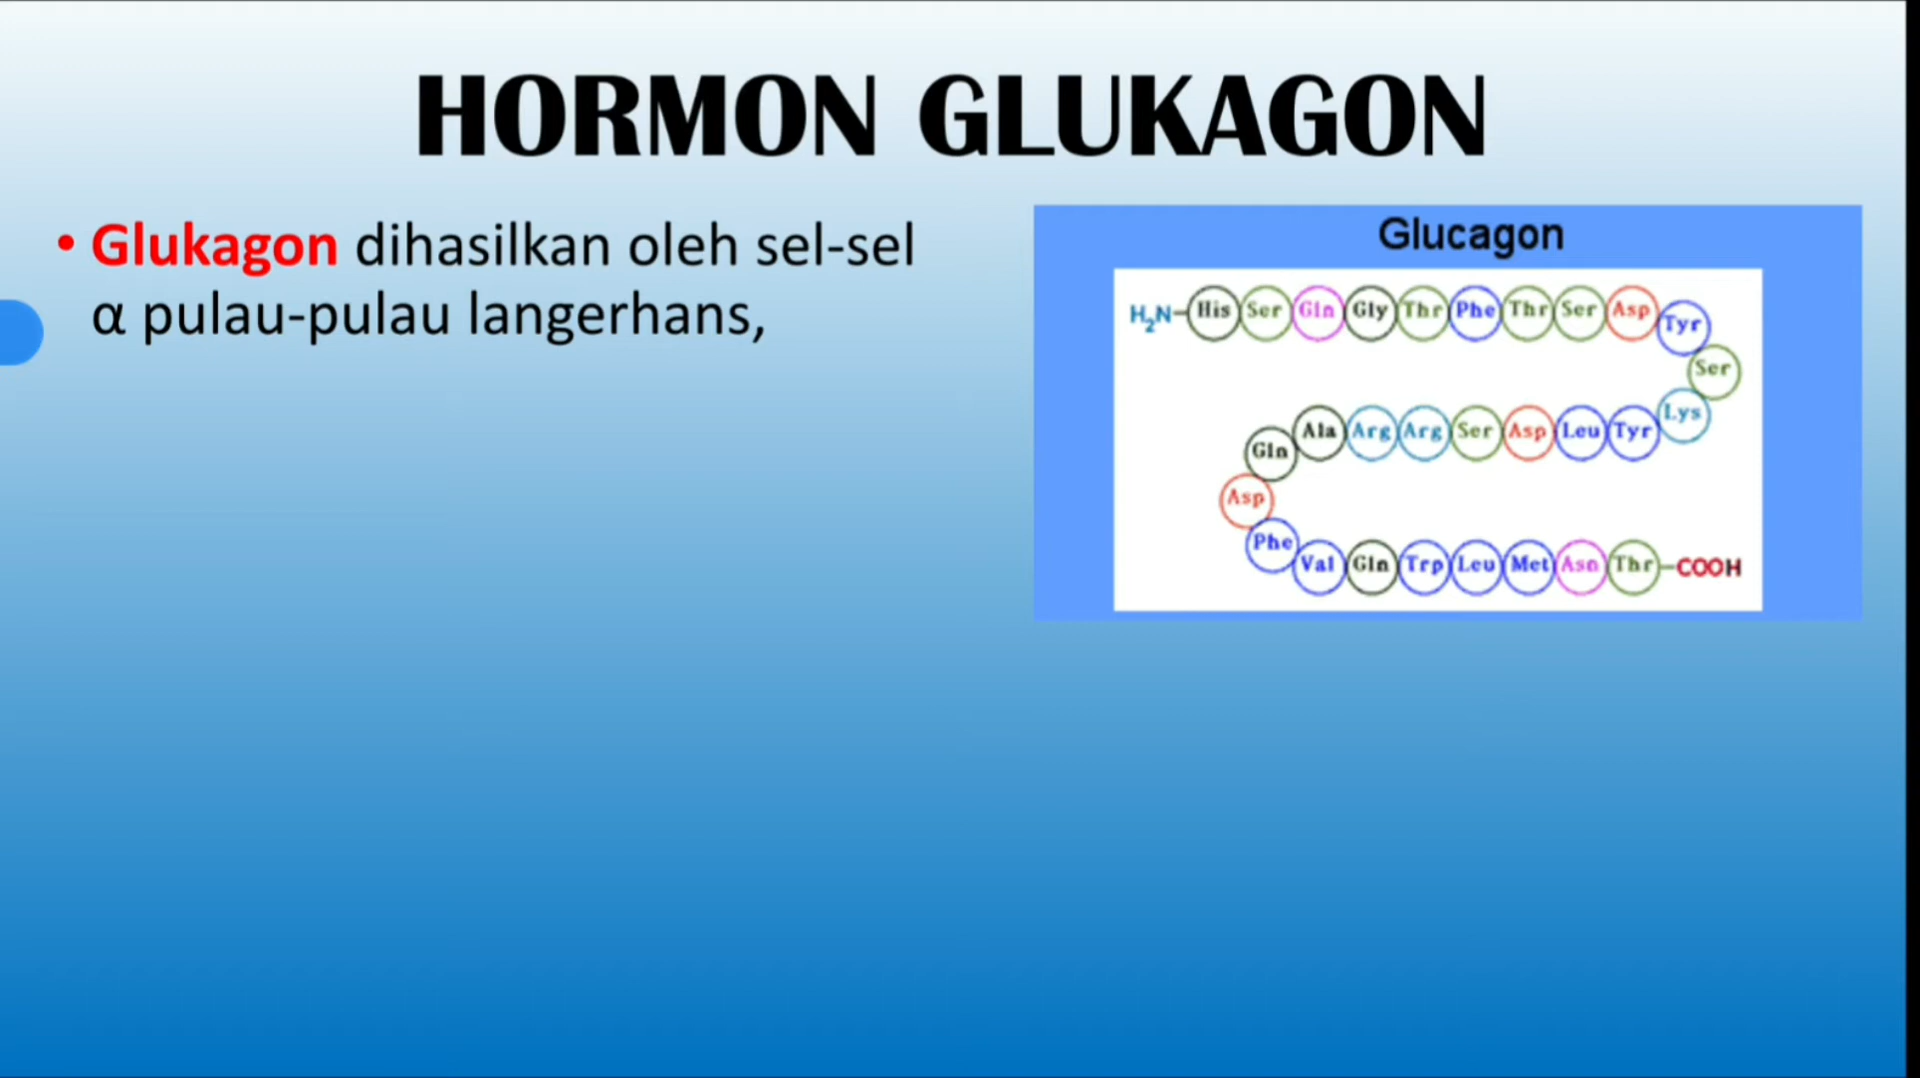 HORMON GLUKAGON
• Glukagon dihasilkan oleh sel-sel
α pulau-pulau langerhans,
Glucagon
H₂N-His Ser Gln Gly Thr Phe Thr Ser Asp Tyr
Ser
Lys
Gln Ala Arg Arg Ser Asp Leu Tyr
Asp
Phe
Val Gln Trp Leu Met Asn Thr-COOH